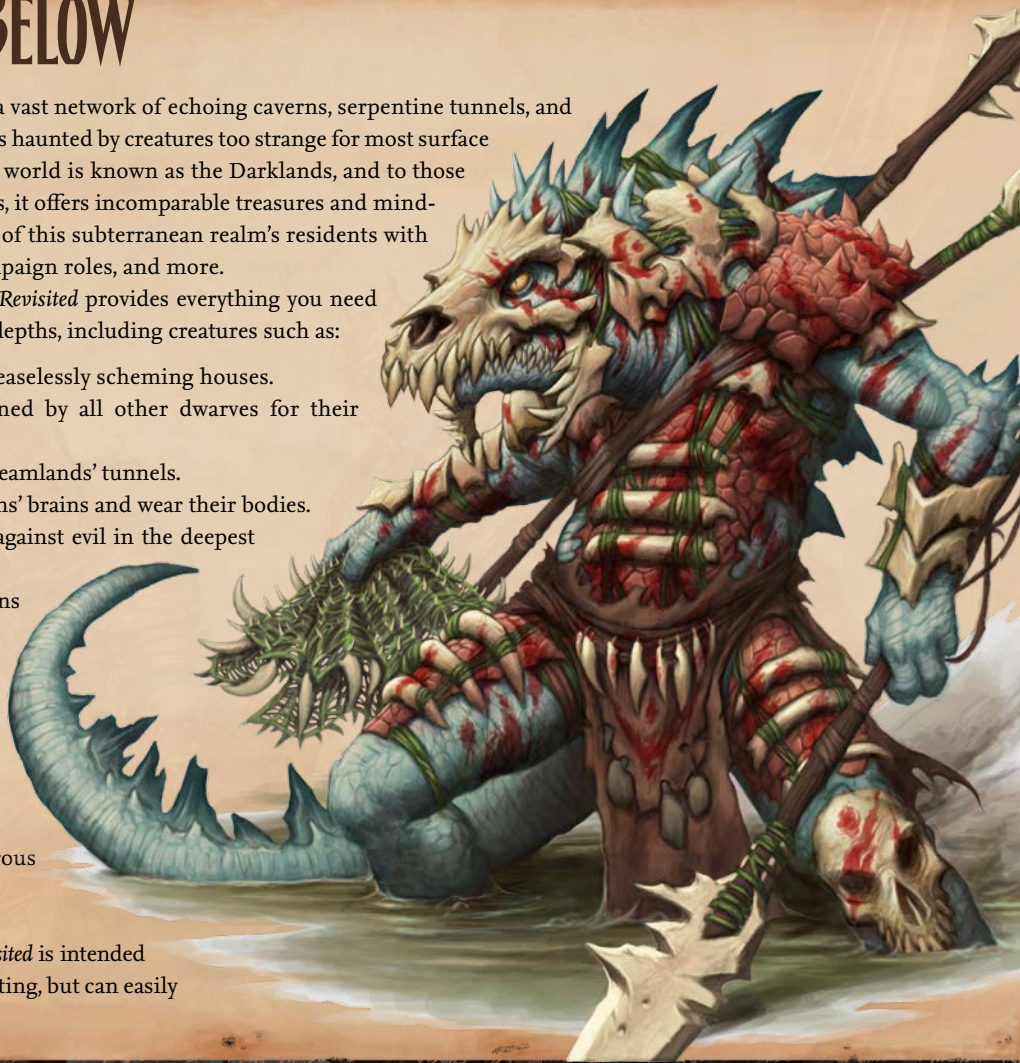 BELOW
a vast network of echoing caverns, serpentine tunnels, and
s haunted by creatures too strange for most surface
world is known as the Darklands, and to those
s, it offers incomparable treasures and mind-
of this subterranean realm's residents with
paign roles, and more.
Revisited provides everything you need
depths, including creatures such as:
easelessly scheming houses.
ned by all other dwarves for their
eamlands' tunnels.
ns' brains and wear their bodies.
against evil in the deepest
ns
rous
sited is intended
ting, but can easily